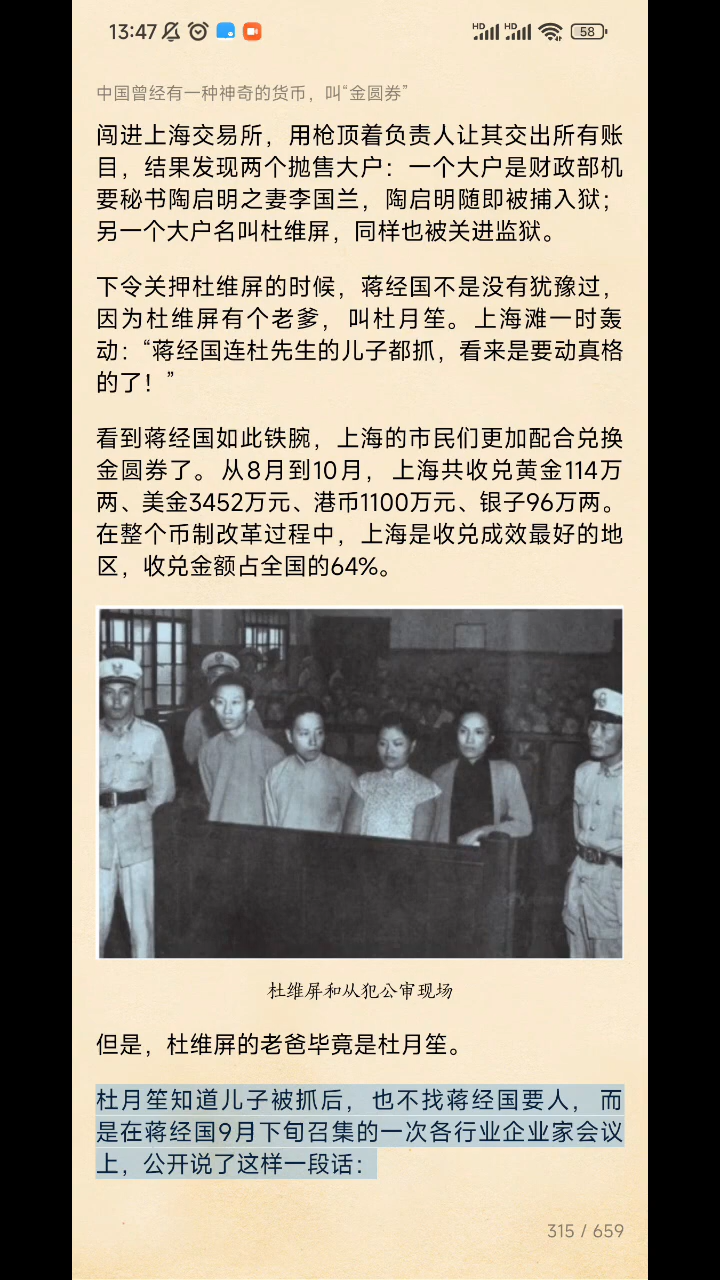 13:47
HD
HD
58
中国曾经有一种神奇的货币，叫“金圆券”
闯进上海交易所，用枪顶着负责人让其交出所有账
目，结果发现两个抛售大户：一个大户是财政部机
要秘书陶启明之妻李国兰，陶启明随即被捕入狱；
另一个大户名叫杜维屏，同样也被关进监狱。
下令关押杜维屏的时候，蒋经国不是没有犹豫过，
因为杜维屏有个老爹，叫杜月笙。上海滩一时轰
动：“蒋经国连杜先生的儿子都抓，看来是要动真格
的了！”
看到蒋经国如此铁腕，上海的市民们更加配合兑换
金圆券了。从8月到10月，上海共收兑黄金114万
两、美金3452万元、港币1100万元、银子96万两。
在整个币制改革过程中，上海是收兑成效最好的地
区，收兑金额占全国的64%。
杜维屏和从犯公审现场
但是，杜维屏的老爸毕竟是杜月笙。
杜月笙知道儿子被抓后，也不找蒋经国要人，而
是在蒋经国9月下旬召集的一次各行业企业家会议
上，公开说了这样一段话：
315 / 659